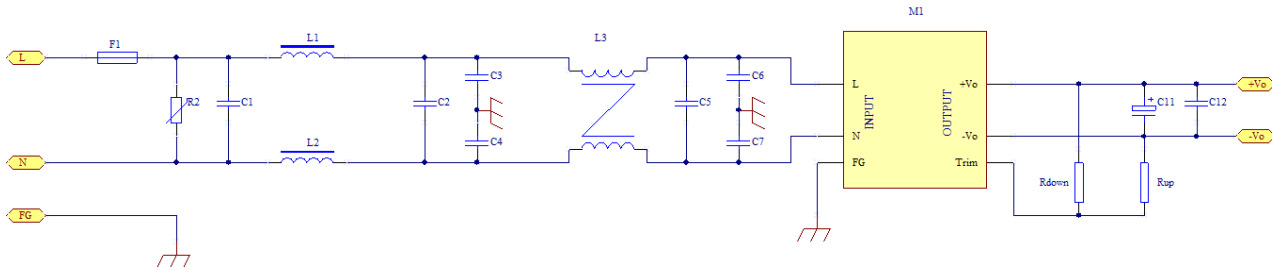 M1
F1
L1
L3
L
R2
C1
C2
C3
C4
C5
C6
C7
L
N
FG
INPUT
OUTPUT
+Vo
-Vo
Trim
+
C11
C12
+Vo
-Vo
N
L2
Rdown
Rup
FG